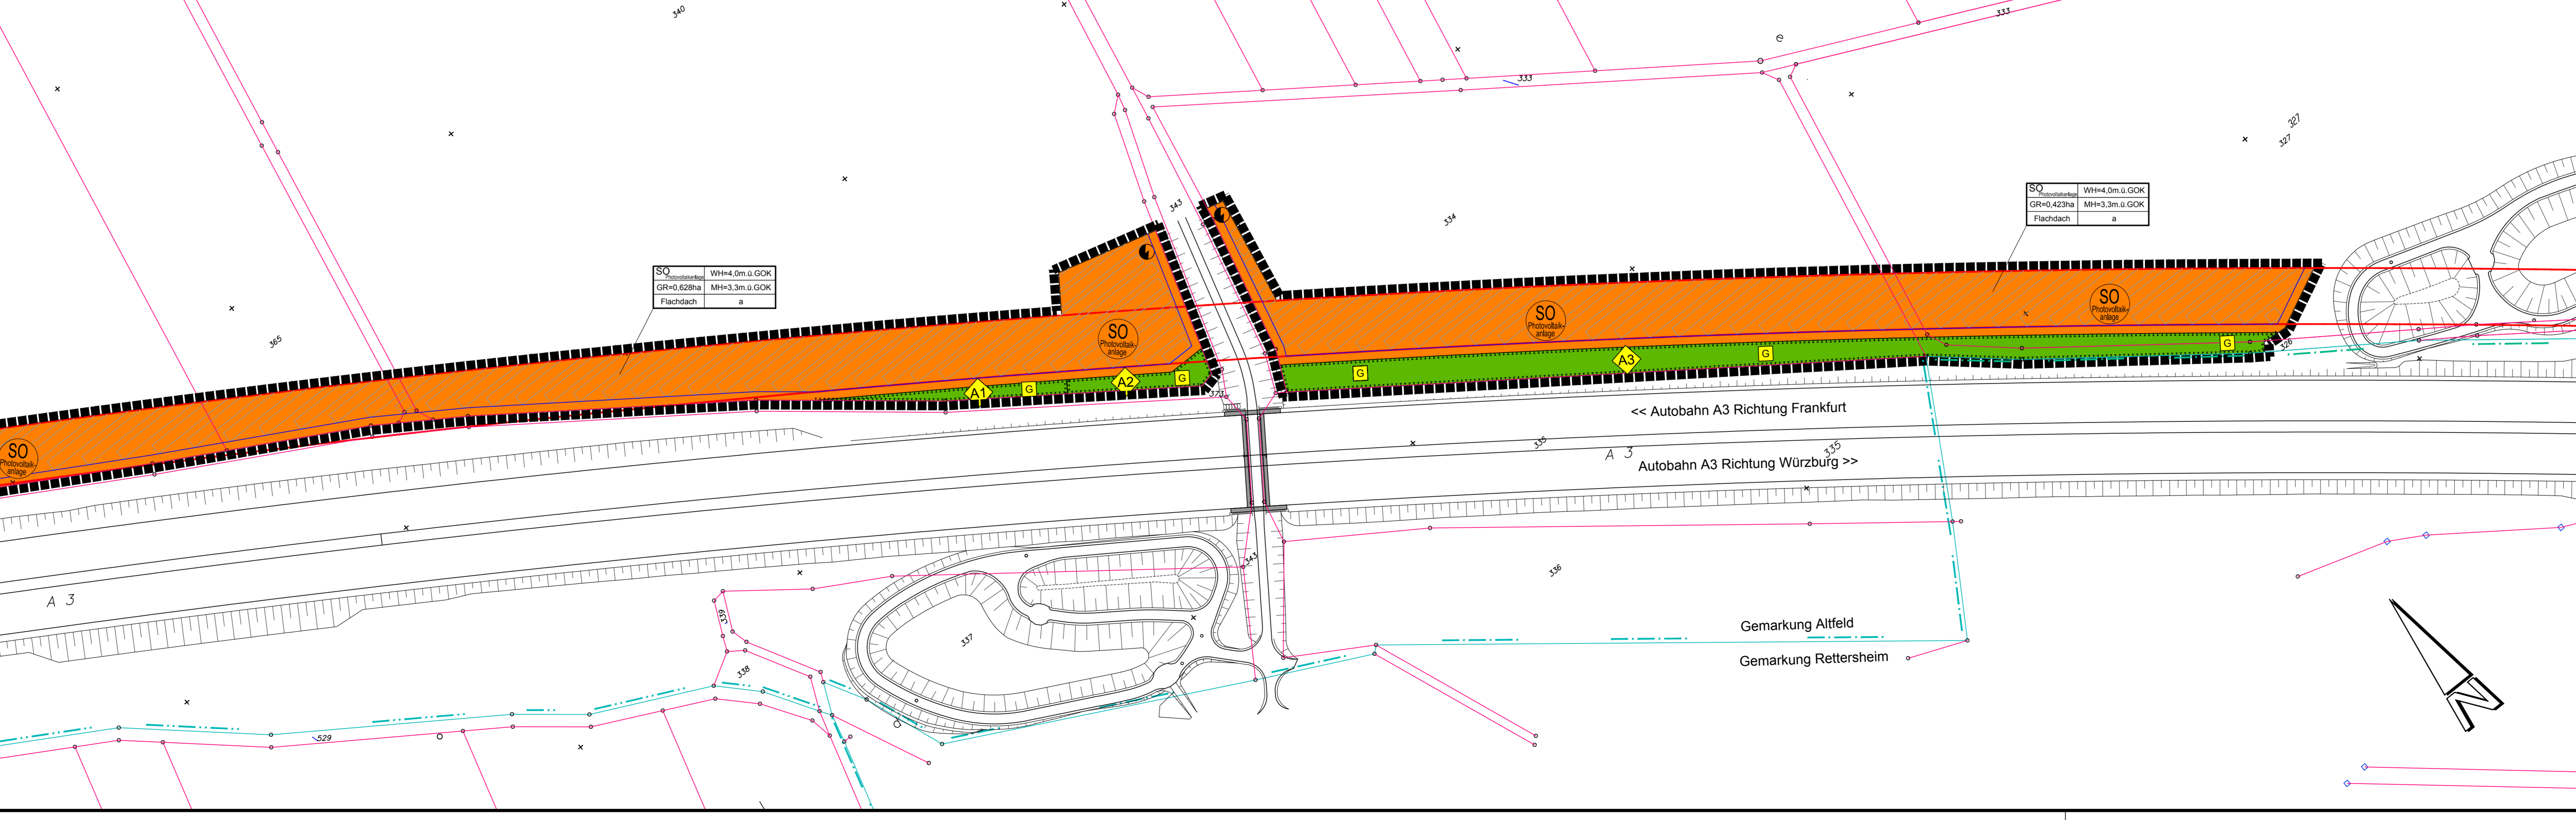 340
333
e
333
327
327
SO
Photovoltaikanlage
WH=4,0m.ü.GOK
GR=0,423ha
MH=3,3m.ü.GOK
Flachdach
a
343
334
SO
Photovoltaikanlage
WH=4,0m.ü.GOK
GR=0,628ha
MH=3,3m.ü.GOK
Flachdach
a
365
SO
Photovoltaik-
anlage
SO
Photovoltaik-
anlage
SO
Photovoltaik-
anlage
SO
Photovoltaik-
anlage
A1
G
A2
G
G
A3
G
G
326
373
<< Autobahn A3 Richtung Frankfurt
335
A 3
335
Autobahn A3 Richtung Würzburg >>
A 3
343
336
339
337
338
Gemarkung Altfeld
Gemarkung Rettersheim
d
529
N